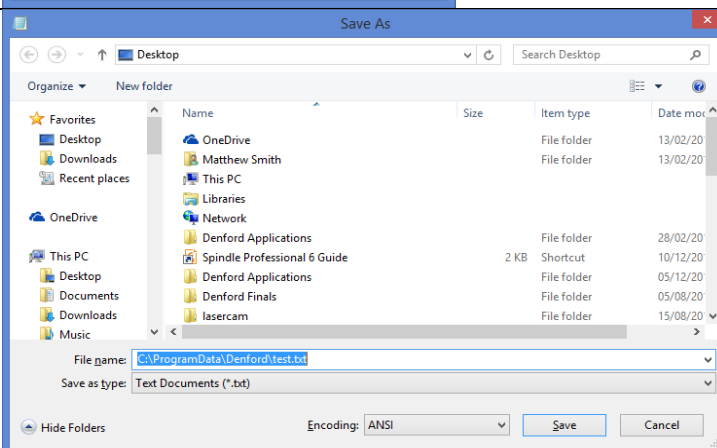 Save As
Desktop
Search Desktop
Organize
New folder
Name Size Item type Date mod
Favorites
Desktop
Downloads
Recent places
OneDrive
This PC
Desktop
Documents
Downloads
Music
OneDrive File folder 13/02/20
Matthew Smith File folder 13/02/20
This PC
Libraries
Network
Denford Applications File folder 28/02/20
Spindle Professional 6 Guide 2 KB Shortcut 10/12/20
Denford Applications File folder 05/12/20
Denford Finals File folder 05/08/20
lasercam File folder 15/08/20
File name: C:\ProgramData\Denford\test.txt
Save as type: Text Documents (*.txt)
Hide Folders
Encoding: ANSI
Save
Cancel